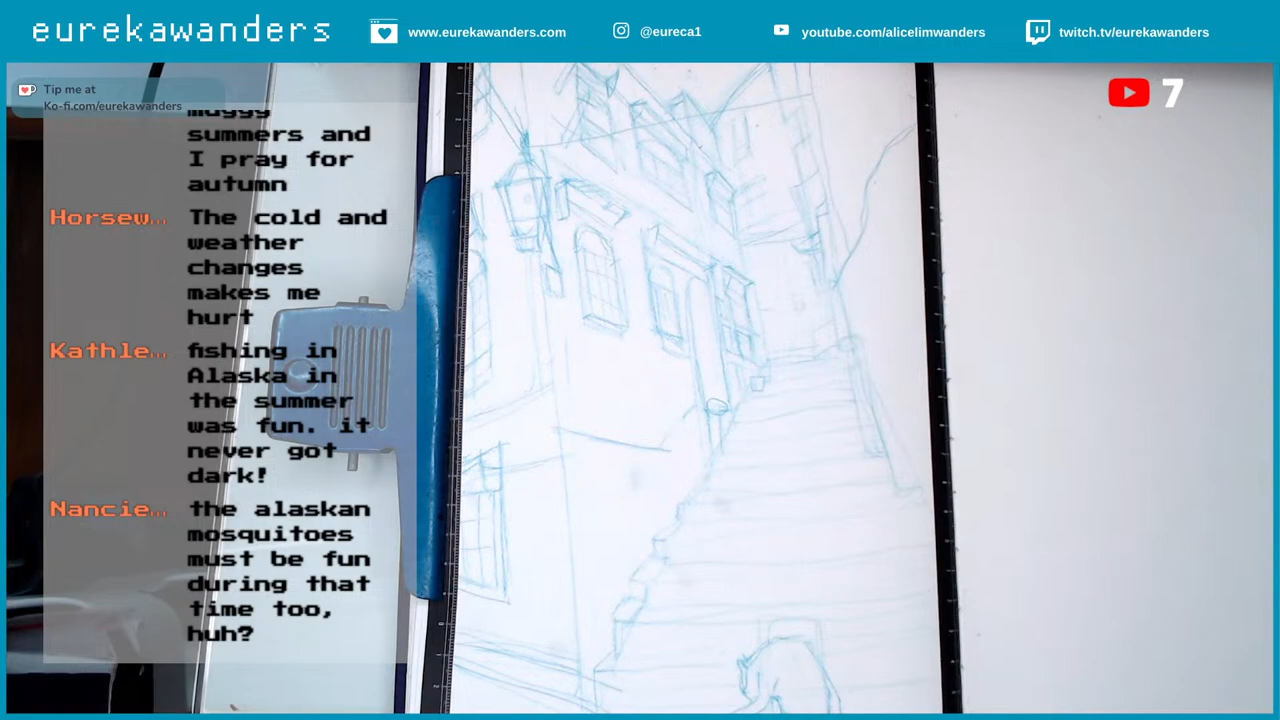 eurekawanders
www.eurekawanders.com
@eureca1
youtube.com/alicelimwanders
twitch.tv/eurekawanders
Tip me at
Ko-fi.com/eurekawanders
7
muggy
summers and
I pray for
autumn
Horsew... The cold and
weather
changes
makes me
hurt
Kathle... fishing in
Alaska in
the summer
was fun. it
never got
dark!
Nancie... the alaskan
mosquitoes
must be fun
during that
time too,
huh?